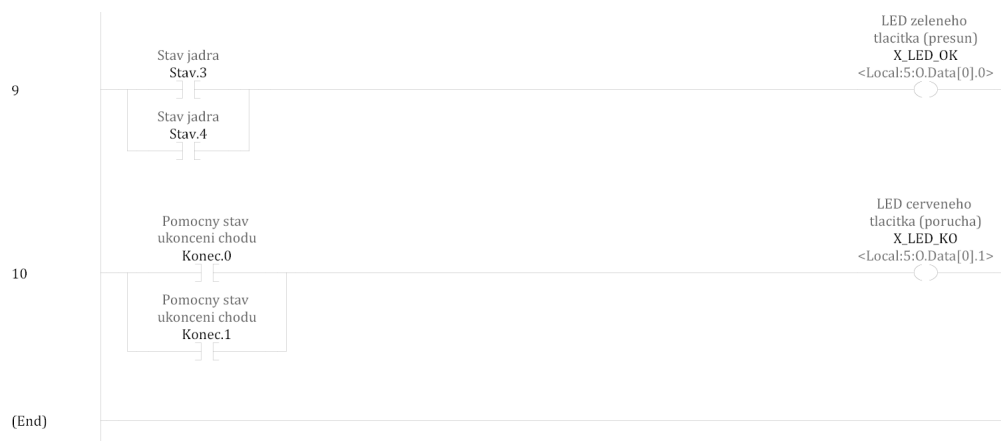 LED zeleneho
tlacitka (presun)
X_LED_OK
<Local:5:O.Data[0].0>
Stav jadra
Stav.3
9
Stav jadra
Stav.4
LED cerveneho
tlacitka (porucha)
X_LED_KO
<Local:5:O.Data[0].1>
Pomocny stav
ukonceni chodu
Konec.0
10
Pomocny stav
ukonceni chodu
Konec.1
(End)